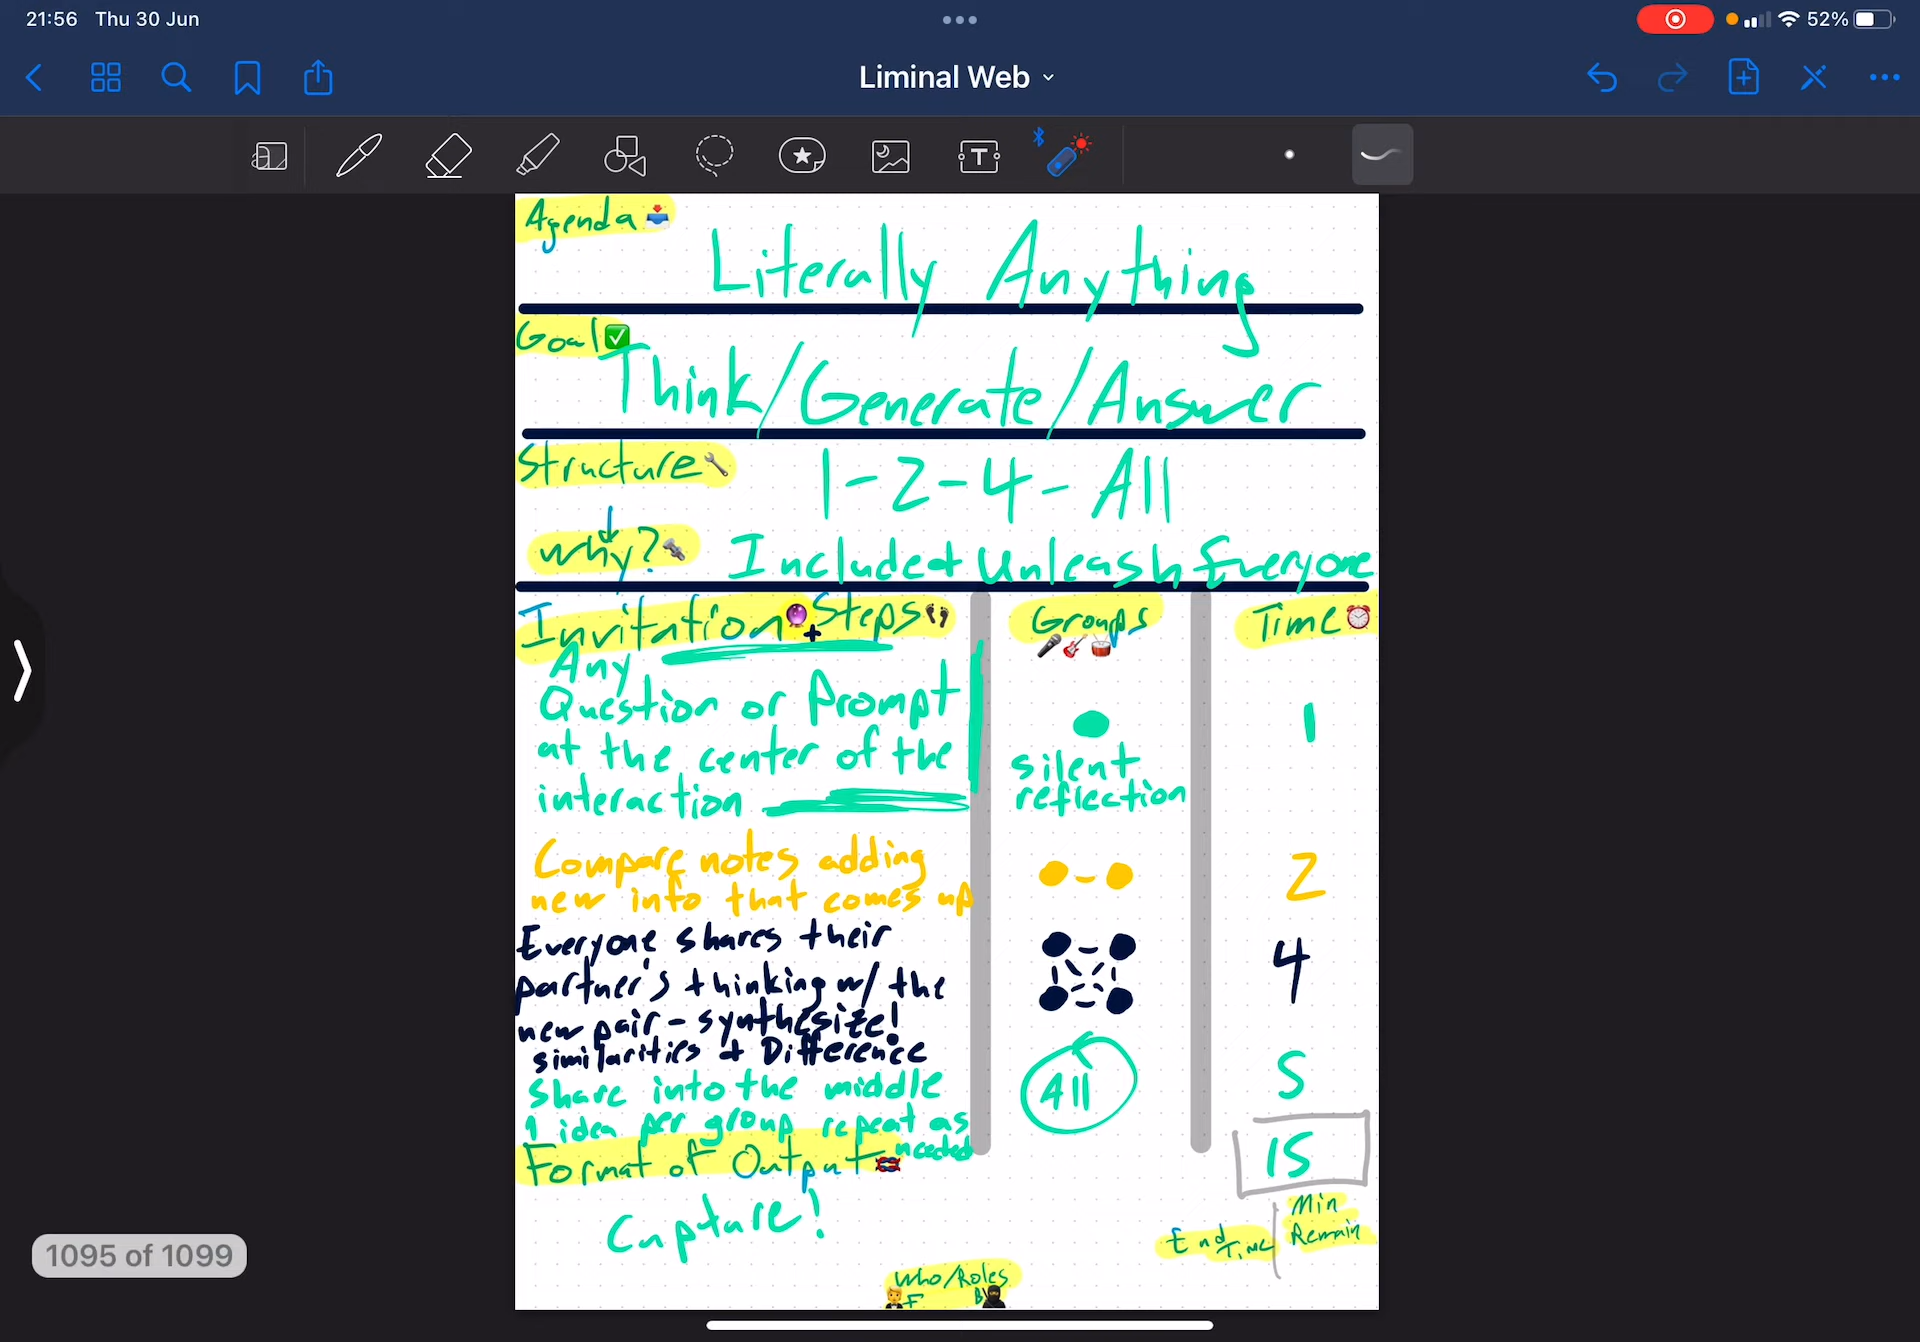 21:56 Thu 30 Jun
52%
Liminal Web
T
Agenda
Literally Anything
Goal
Think/Generate/Answer
Structure
1-2-4-All
why?
Include + Unleash Everyone
Invitation + Steps
Groups
Time
Any
Question or Prompt
at the center of the
interaction
silent
reflection
1
Compare notes adding
new info that comes up
2
Everyone shares their
partner's thinking w/ the
new pair - synthesize!
similarities + Difference
4
Share into the middle
1 idea per group repeat as
needed
All
5
15
Format of Output
Capture!
End Time
Min
Remain
Who/Roles
F B
1095 of 1099